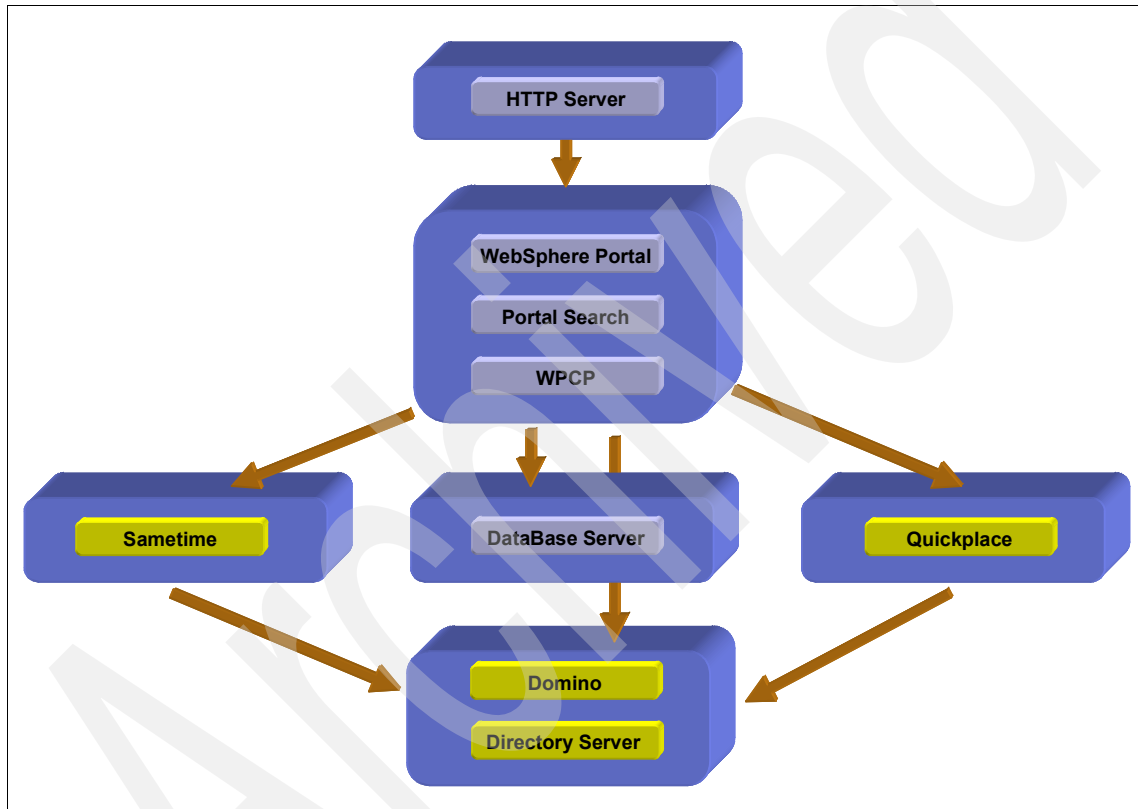 HTTP Server
WebSphere Portal
Portal Search
WPCP
Sametime
DataBase Server
Quickplace
Domino
Directory Server
Archived